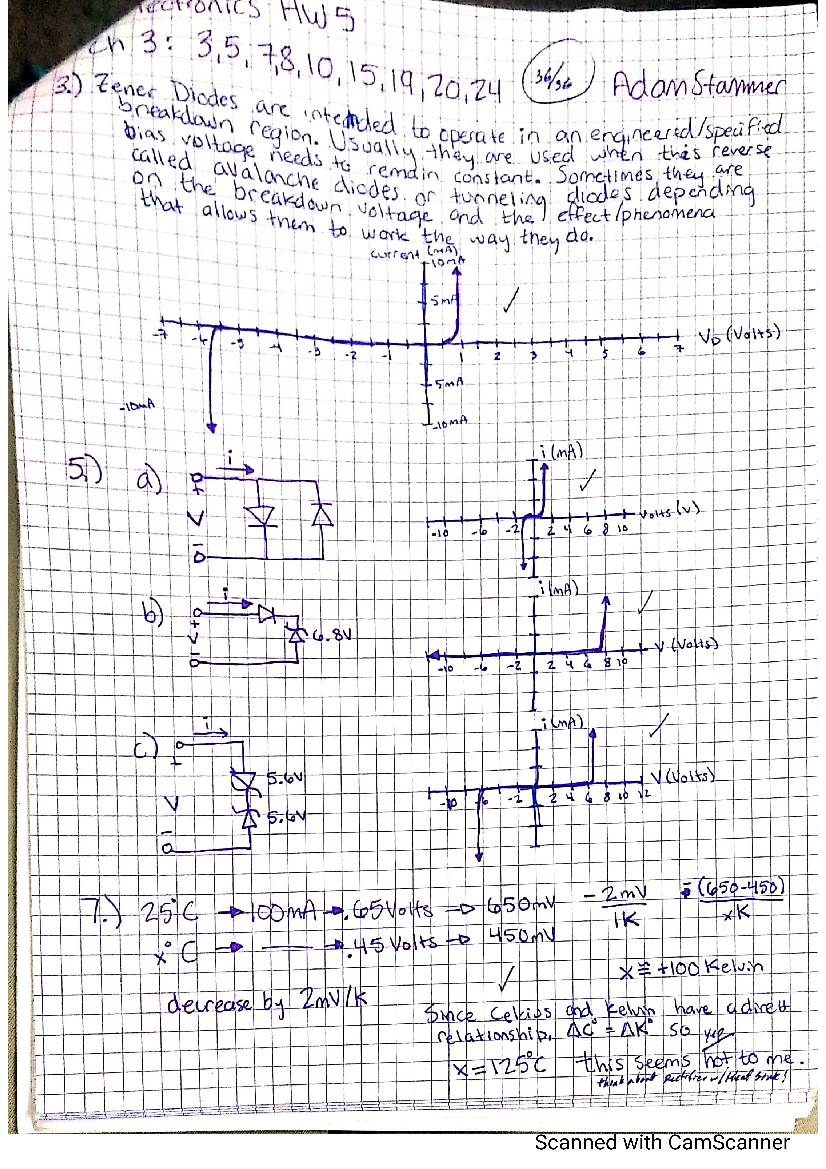 Electronics HW5
Ch 3: 3,5,7,8,10,15,19,20,24 36/36 Adam Stammer
3.) Zener Diodes are intended to operate in an engineered/specified
breakdown region. Usually they are used when this reverse
bias voltage needs to remain constant. Sometimes they are
called avalanche diodes or tunneling diodes depending
on the breakdown voltage and the effect/phenomena
that allows them to work the way they do.
current (mA)
10mA
5mA
-7 -6 -5 -4 -3 -2 -1 1 2 3 4 5 6 7 VD (Volts)
-5mA
-10mA
-10mA
5.) a) i + V -
i (mA)
-10 -6 -2 2 4 6 8 10 Volts (V)
b) i + V - 6.8V
i (mA)
-10 -6 -2 2 4 6 8 10 V (Volts)
c) i + V - 5.6V
5.6V
i (mA)
-10 -6 -2 2 4 6 8 10 12 V (Volts)
7.) 25°C → 100mA → .65 Volts → 650mV -2mV/1K = (650-450)/xK
x°C → — → .45 Volts → 450mV
x ≅ +100 Kelvin
decrease by 2mV/K
Since Celcius and Kelvin have a direct
relationship, ΔC° = ΔK° so yep
x = 125°C this seems hot to me.
think about rectifier w/ heat sink!
Scanned with CamScanner